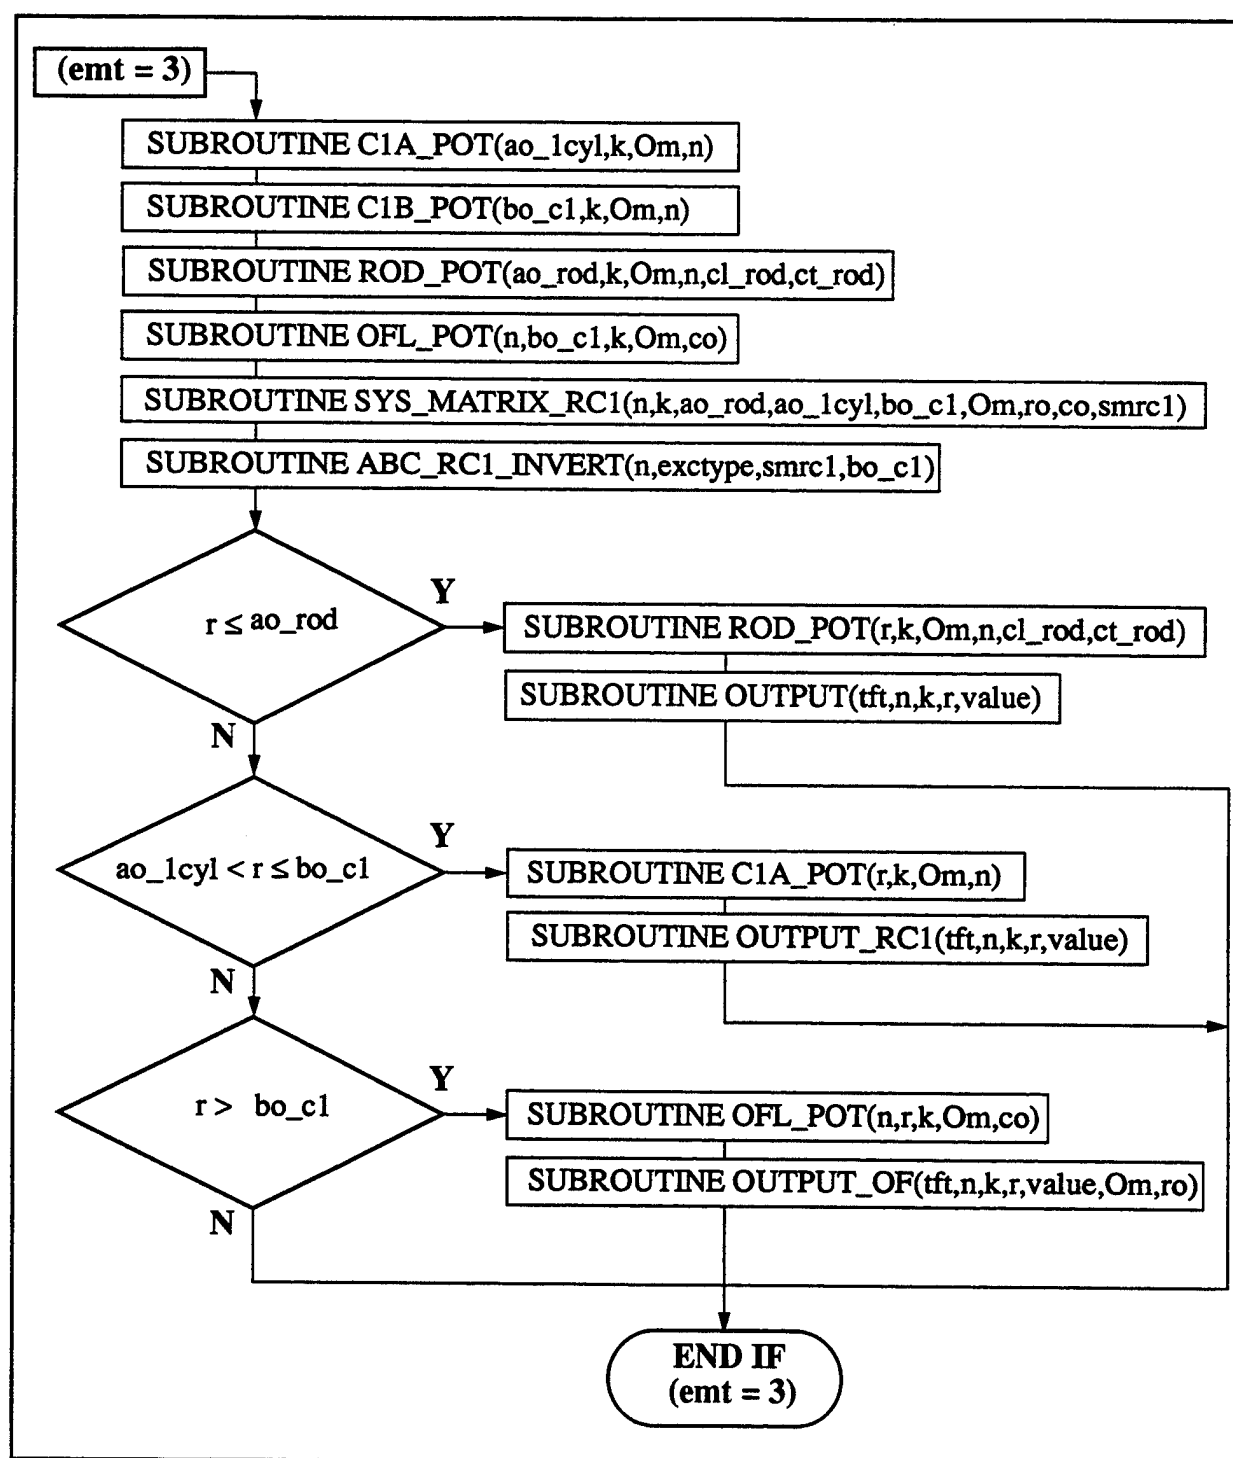 (emt = 3)
SUBROUTINE C1A_POT(ao_1cyl,k,Om,n)
SUBROUTINE C1B_POT(bo_c1,k,Om,n)
SUBROUTINE ROD_POT(ao_rod,k,Om,n,cl_rod,ct_rod)
SUBROUTINE OFL_POT(n,bo_c1,k,Om,co)
SUBROUTINE SYS_MATRIX_RC1(n,k,ao_rod,ao_1cyl,bo_c1,Om,ro,co,smrc1)
SUBROUTINE ABC_RC1_INVERT(n,exctype,smrc1,bo_c1)
r ≤ ao_rod
Y
SUBROUTINE ROD_POT(r,k,Om,n,cl_rod,ct_rod)
SUBROUTINE OUTPUT(tft,n,k,r,value)
N
ao_1cyl < r ≤ bo_c1
Y
SUBROUTINE C1A_POT(r,k,Om,n)
SUBROUTINE OUTPUT_RC1(tft,n,k,r,value)
N
r > bo_c1
Y
SUBROUTINE OFL_POT(n,r,k,Om,co)
SUBROUTINE OUTPUT_OF(tft,n,k,r,value,Om,ro)
N
END IF
(emt = 3)